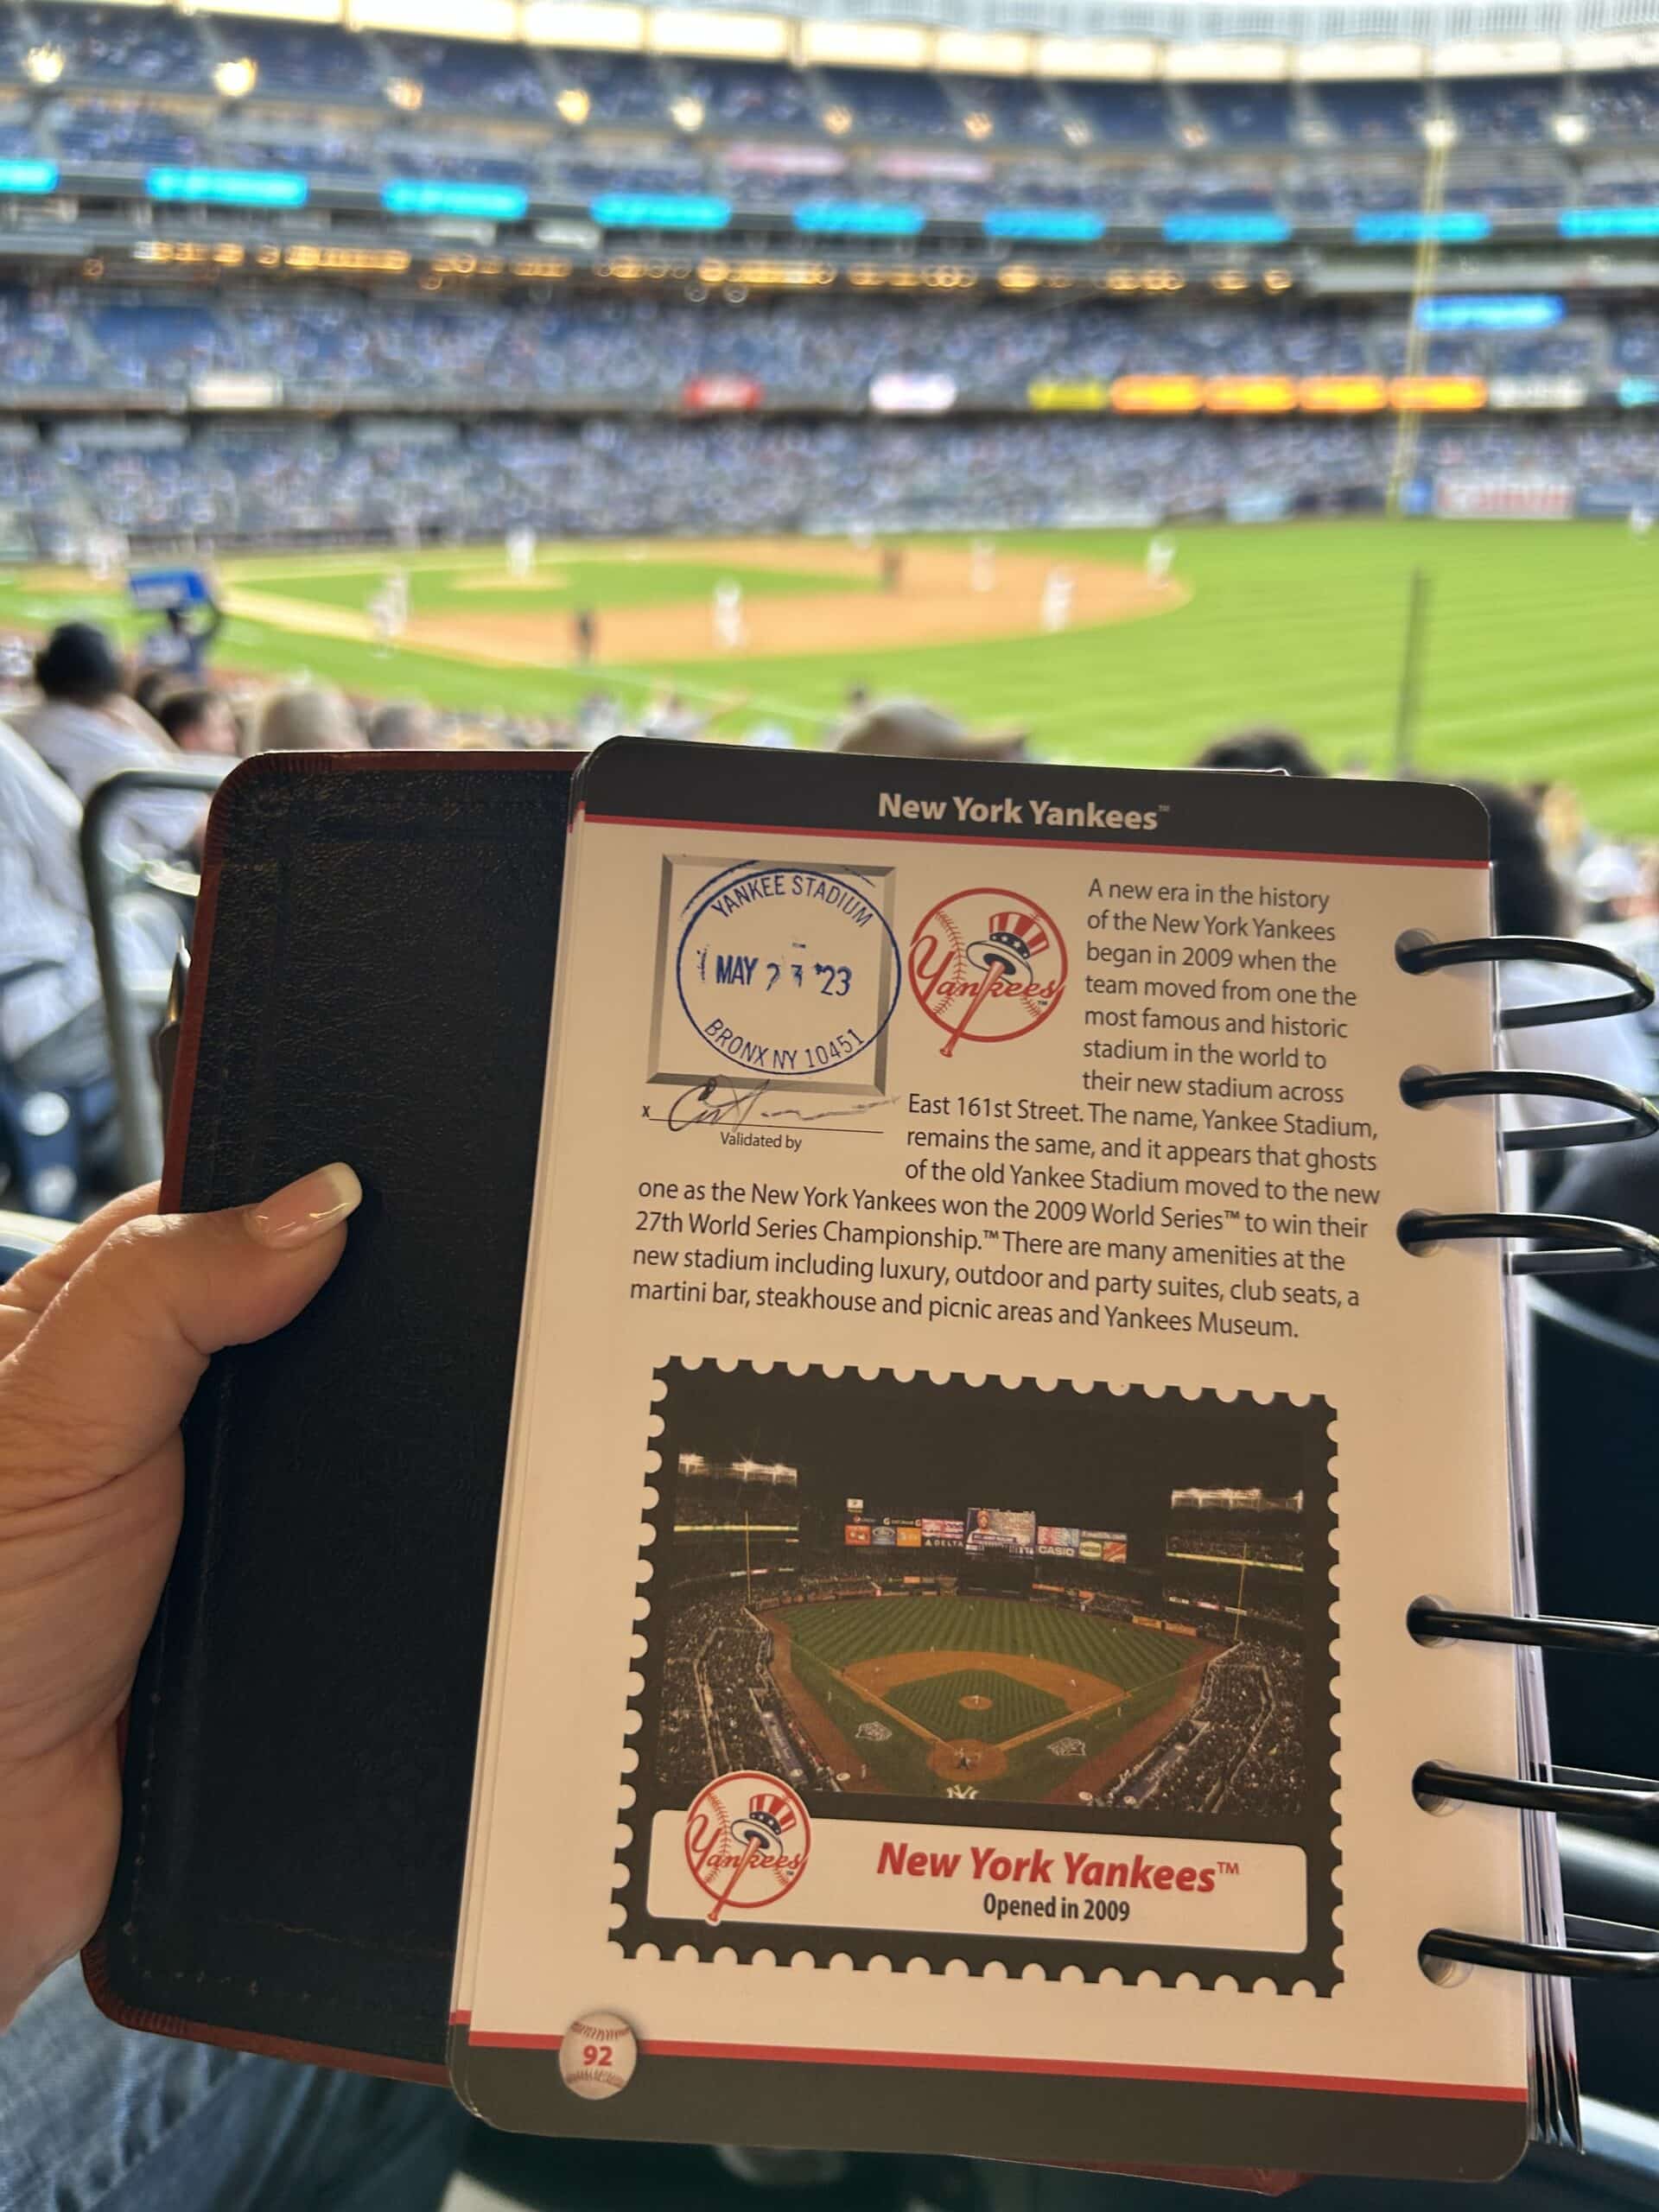 New York Yankees™
YANKEE STADIUM
MAY 23 '23
BRONX NY 10451
x
Validated by
Yankees
A new era in the history
of the New York Yankees
began in 2009 when the
team moved from one the
most famous and historic
stadium in the world to
their new stadium across
East 161st Street. The name, Yankee Stadium,
remains the same, and it appears that ghosts
of the old Yankee Stadium moved to the new
one as the New York Yankees won the 2009 World Series™ to win their
27th World Series Championship.™ There are many amenities at the
new stadium including luxury, outdoor and party suites, club seats, a
martini bar, steakhouse and picnic areas and Yankees Museum.
DELTA
CASIO
NY
Yankees
New York Yankees™
Opened in 2009
92